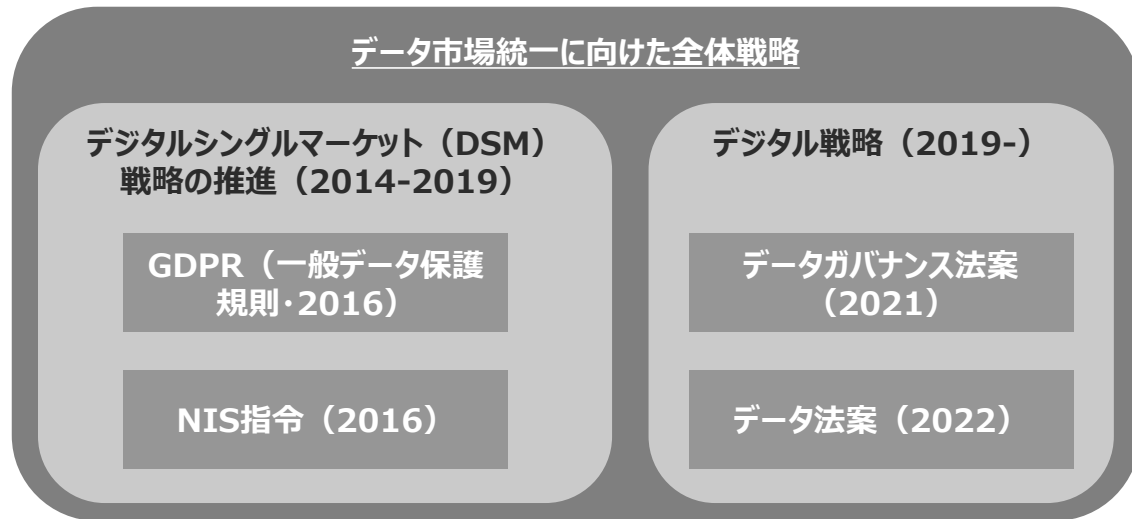 データ市場統一に向けた全体戦略
デジタルシングルマーケット（DSM）
戦略の推進（2014-2019）
GDPR（一般データ保護
規則･2016）
NIS指令（2016）
デジタル戦略（2019-）
データガバナンス法案
（2021）
データ法案（2022）